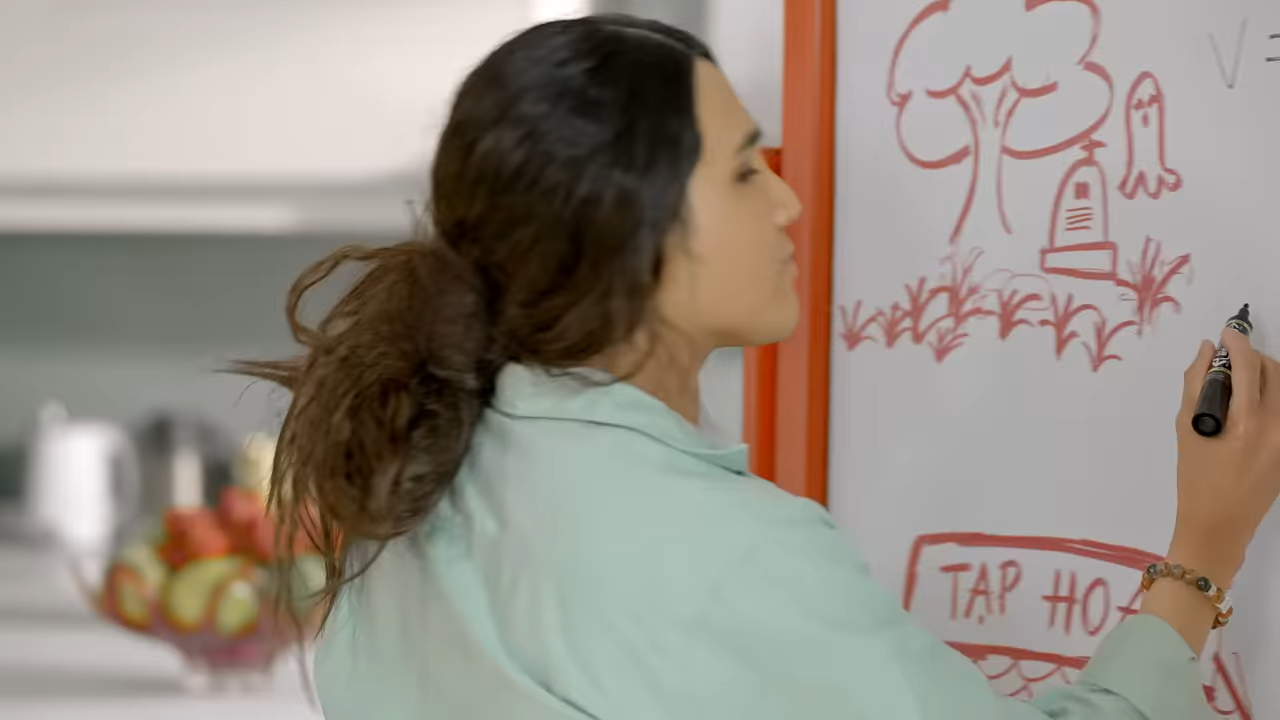 V =
TẠP HO